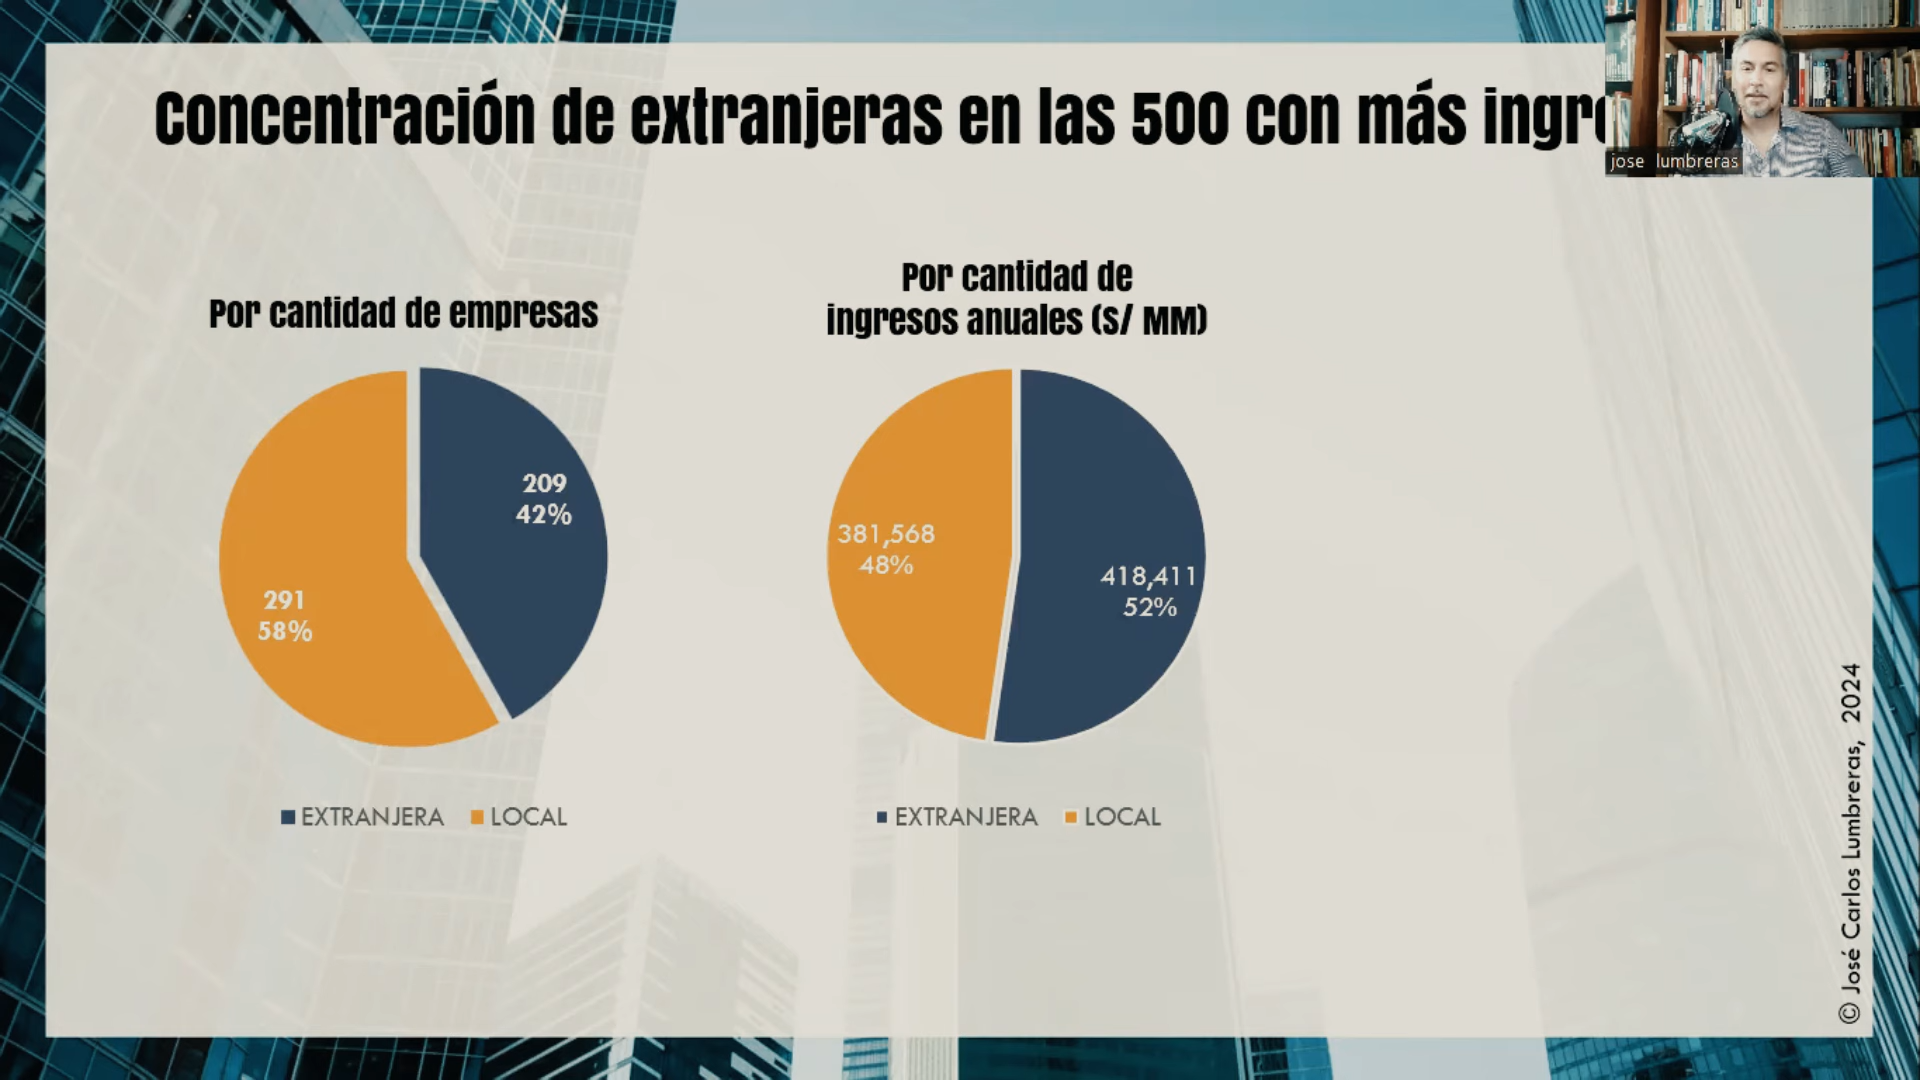 Concentración de extranjeras en las 500 con más
jose lumbreras
Por cantidad de empresas
209
42%
291
58%
EXTRANJERA
LOCAL
Por cantidad de
ingresos anuales (S/ MM)
381,568
48%
418,411
52%
EXTRANJERA
LOCAL
© José Carlos Lumbreras, 2024